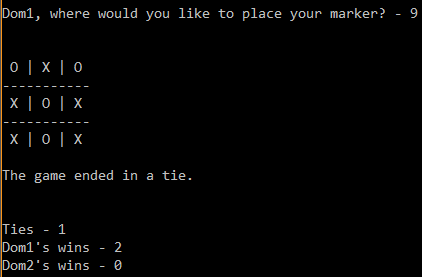 Dom1, where would you like to place your marker? - 9
O | X | O
-----------
X | O | X
-----------
X | O | X
The game ended in a tie.
Ties - 1
Dom1's wins - 2
Dom2's wins - 0